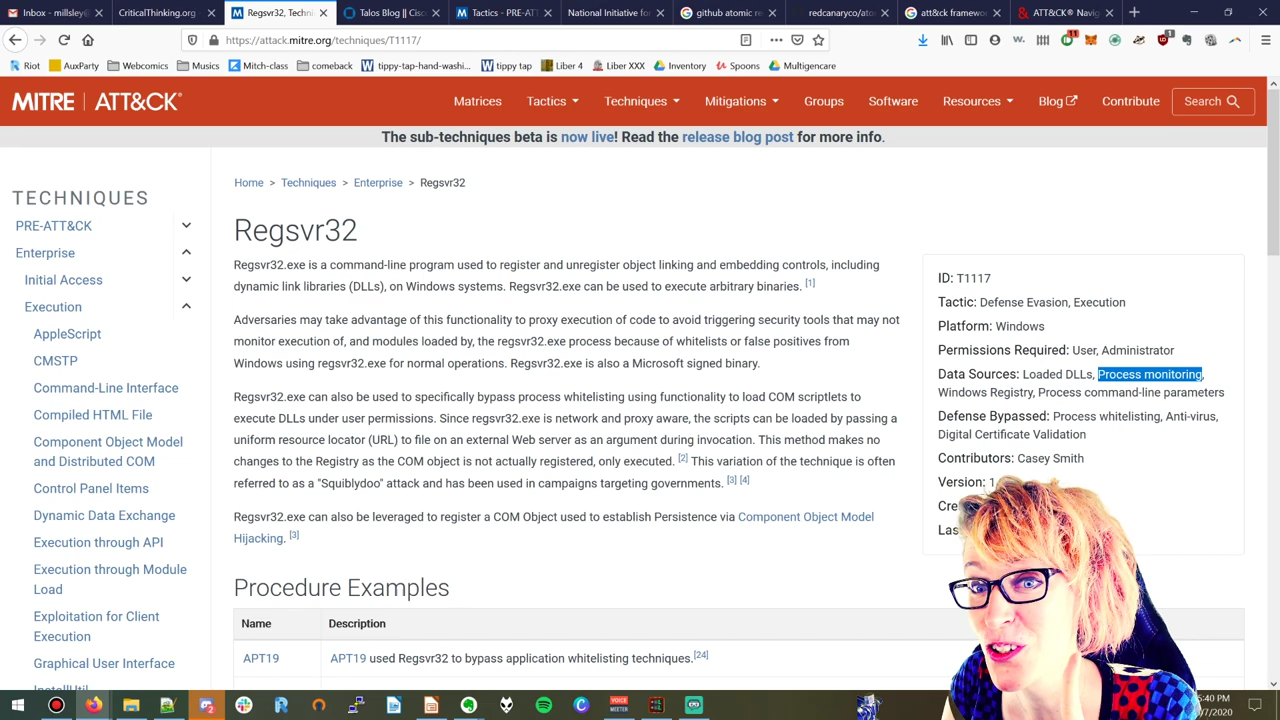 Inbox - millsley@
CriticalThinking.org
Regsvr32, Techni
Talos Blog || Cisc
Tactics - PRE-ATT
National Initiative for
github atomic re
redcanaryco/ato
att&ck framewo
ATT&CK® Navig
https://attack.mitre.org/techniques/T1117/
11
1
Riot
AuxParty
Webcomics
Musics
Mitch-class
comeback
tippy-tap-hand-washi...
tippy tap
Liber 4
Liber XXX
Inventory
Spoons
Multigencare
MITRE | ATT&CK®
Matrices
Tactics
Techniques
Mitigations
Groups
Software
Resources
Blog
Contribute
Search
The sub-techniques beta is now live! Read the release blog post for more info.
TECHNIQUES
PRE-ATT&CK
Enterprise
Initial Access
Execution
AppleScript
CMSTP
Command-Line Interface
Compiled HTML File
Component Object Model
and Distributed COM
Control Panel Items
Dynamic Data Exchange
Execution through API
Execution through Module
Load
Exploitation for Client
Execution
Graphical User Interface
InstallUtil
Home > Techniques > Enterprise > Regsvr32
Regsvr32
Regsvr32.exe is a command-line program used to register and unregister object linking and embedding controls, including
dynamic link libraries (DLLs), on Windows systems. Regsvr32.exe can be used to execute arbitrary binaries. [1]
Adversaries may take advantage of this functionality to proxy execution of code to avoid triggering security tools that may not
monitor execution of, and modules loaded by, the regsvr32.exe process because of whitelists or false positives from
Windows using regsvr32.exe for normal operations. Regsvr32.exe is also a Microsoft signed binary.
Regsvr32.exe can also be used to specifically bypass process whitelisting using functionality to load COM scriptlets to
execute DLLs under user permissions. Since regsvr32.exe is network and proxy aware, the scripts can be loaded by passing a
uniform resource locator (URL) to file on an external Web server as an argument during invocation. This method makes no
changes to the Registry as the COM object is not actually registered, only executed. [2] This variation of the technique is often
referred to as a "Squiblydoo" attack and has been used in campaigns targeting governments. [3] [4]
Regsvr32.exe can also be leveraged to register a COM Object used to establish Persistence via Component Object Model
Hijacking. [3]
ID: T1117
Tactic: Defense Evasion, Execution
Platform: Windows
Permissions Required: User, Administrator
Data Sources: Loaded DLLs, Process monitoring,
Windows Registry, Process command-line parameters
Defense Bypassed: Process whitelisting, Anti-virus,
Digital Certificate Validation
Contributors: Casey Smith
Version: 1
Cre
Las
Procedure Examples
Name
Description
APT19
APT19 used Regsvr32 to bypass application whitelisting techniques.[24]
VOICE
MEETER
5:40 PM
/7/2020